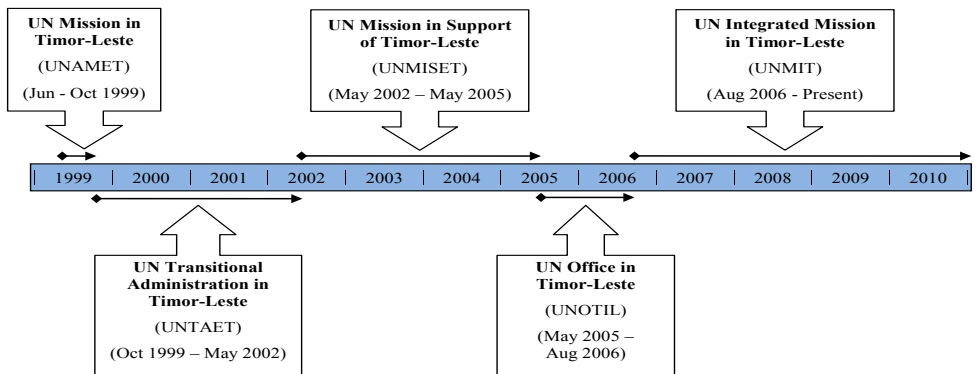 UN Mission in
Timor-Leste
(UNAMET)
(Jun - Oct 1999)
UN Mission in Support
of Timor-Leste
(UNMISET)
(May 2002 – May 2005)
UN Integrated Mission
in Timor-Leste
(UNMIT)
(Aug 2006 - Present)
1999 2000 2001 2002 2003 2004 2005 2006 2007 2008 2009 2010
UN Transitional
Administration in
Timor-Leste
(UNTAET)
(Oct 1999 – May 2002)
UN Office in
Timor-Leste
(UNOTIL)
(May 2005 –
Aug 2006)